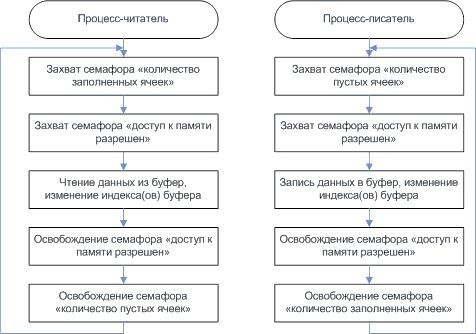 Процесс-читатель
Захват семафора «количество
заполненных ячеек»
Захват семафора «доступ к памяти
разрешен»
Чтение данных из буфер,
изменение индекса(ов) буфера
Освобождение семафора «доступ к
памяти разрешен»
Освобождение семафора
«количество пустых ячеек»
Процесс-писатель
Захват семафора «количество
пустых ячеек»
Захват семафора «доступ к памяти
разрешен»
Запись данных в буфер, изменение
индекса(ов) буфера
Освобождение семафора «доступ к
памяти разрешен»
Освобождение семафора
«количество заполненных ячеек»